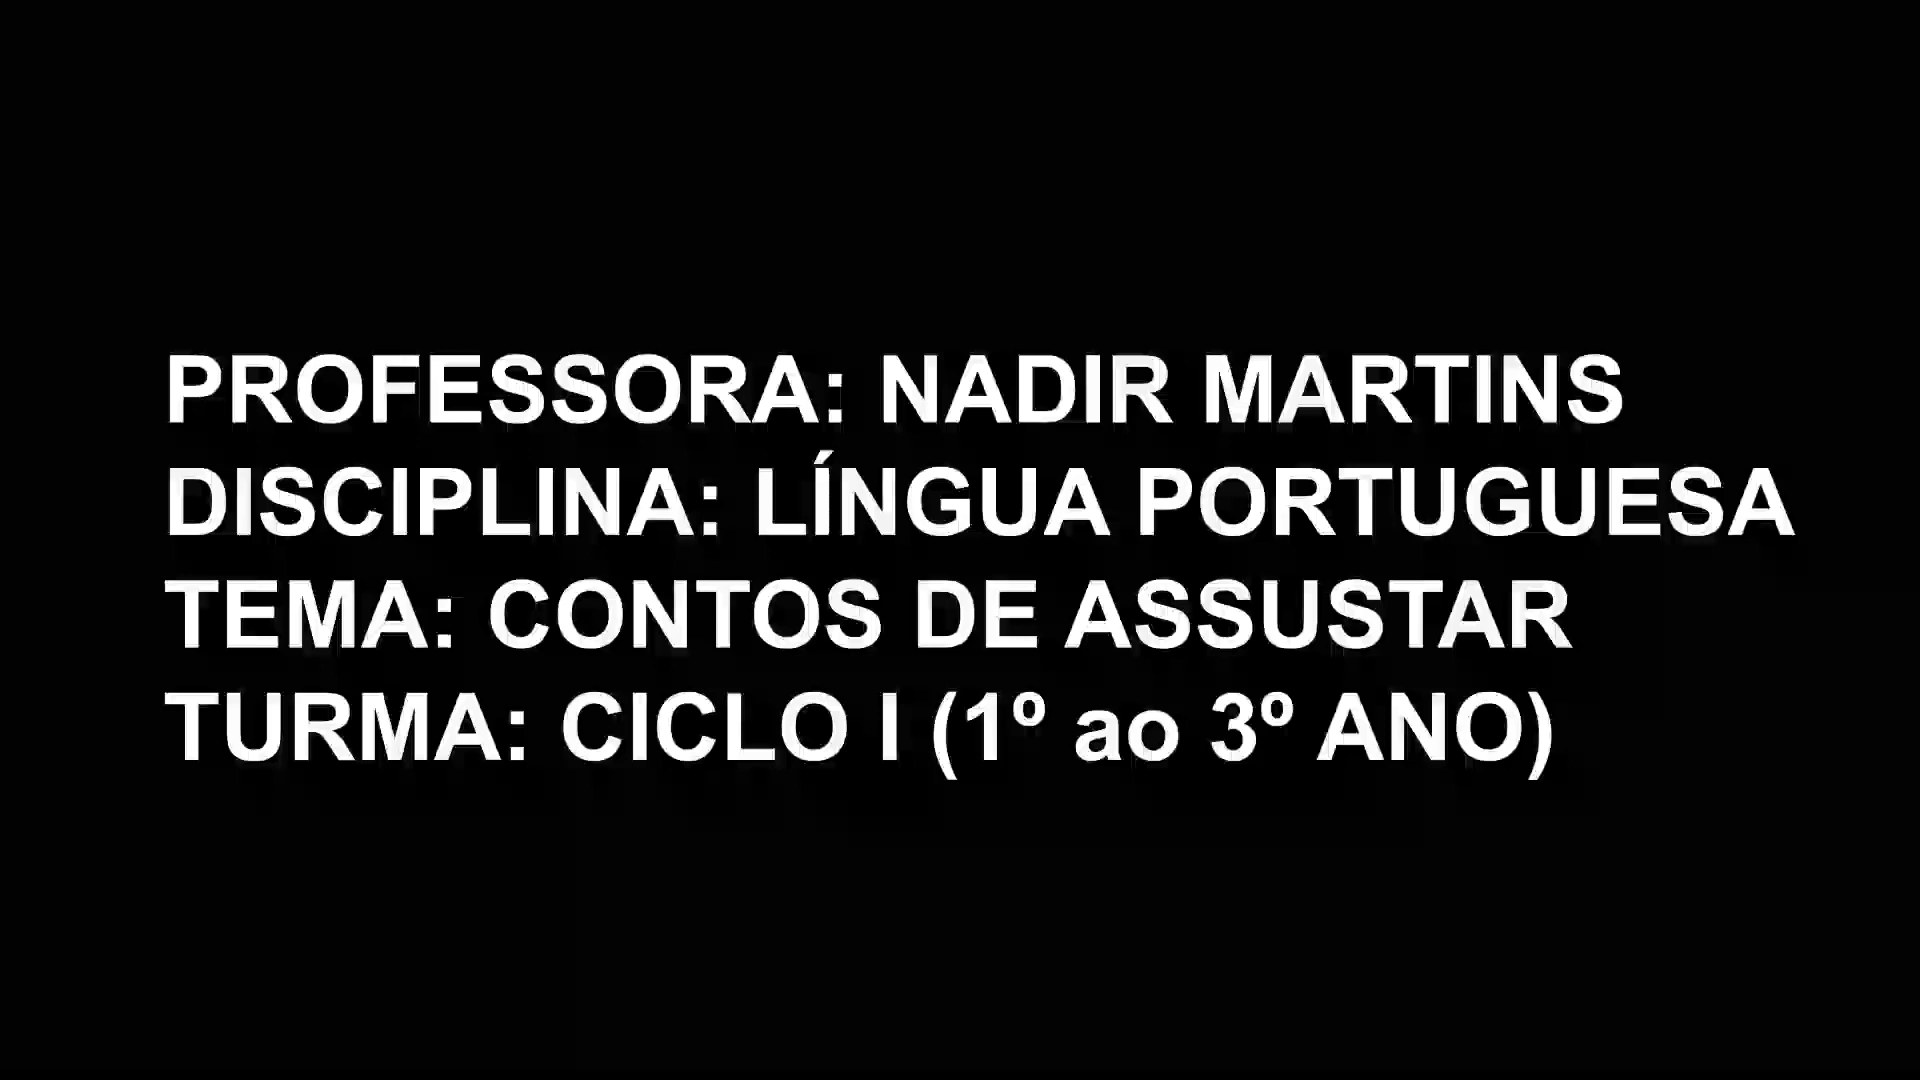 PROFESSORA: NADIR MARTINS
DISCIPLINA: LÍNGUA PORTUGUESA
TEMA: CONTOS DE ASSUSTAR
TURMA: CICLO I (1º ao 3º ANO)